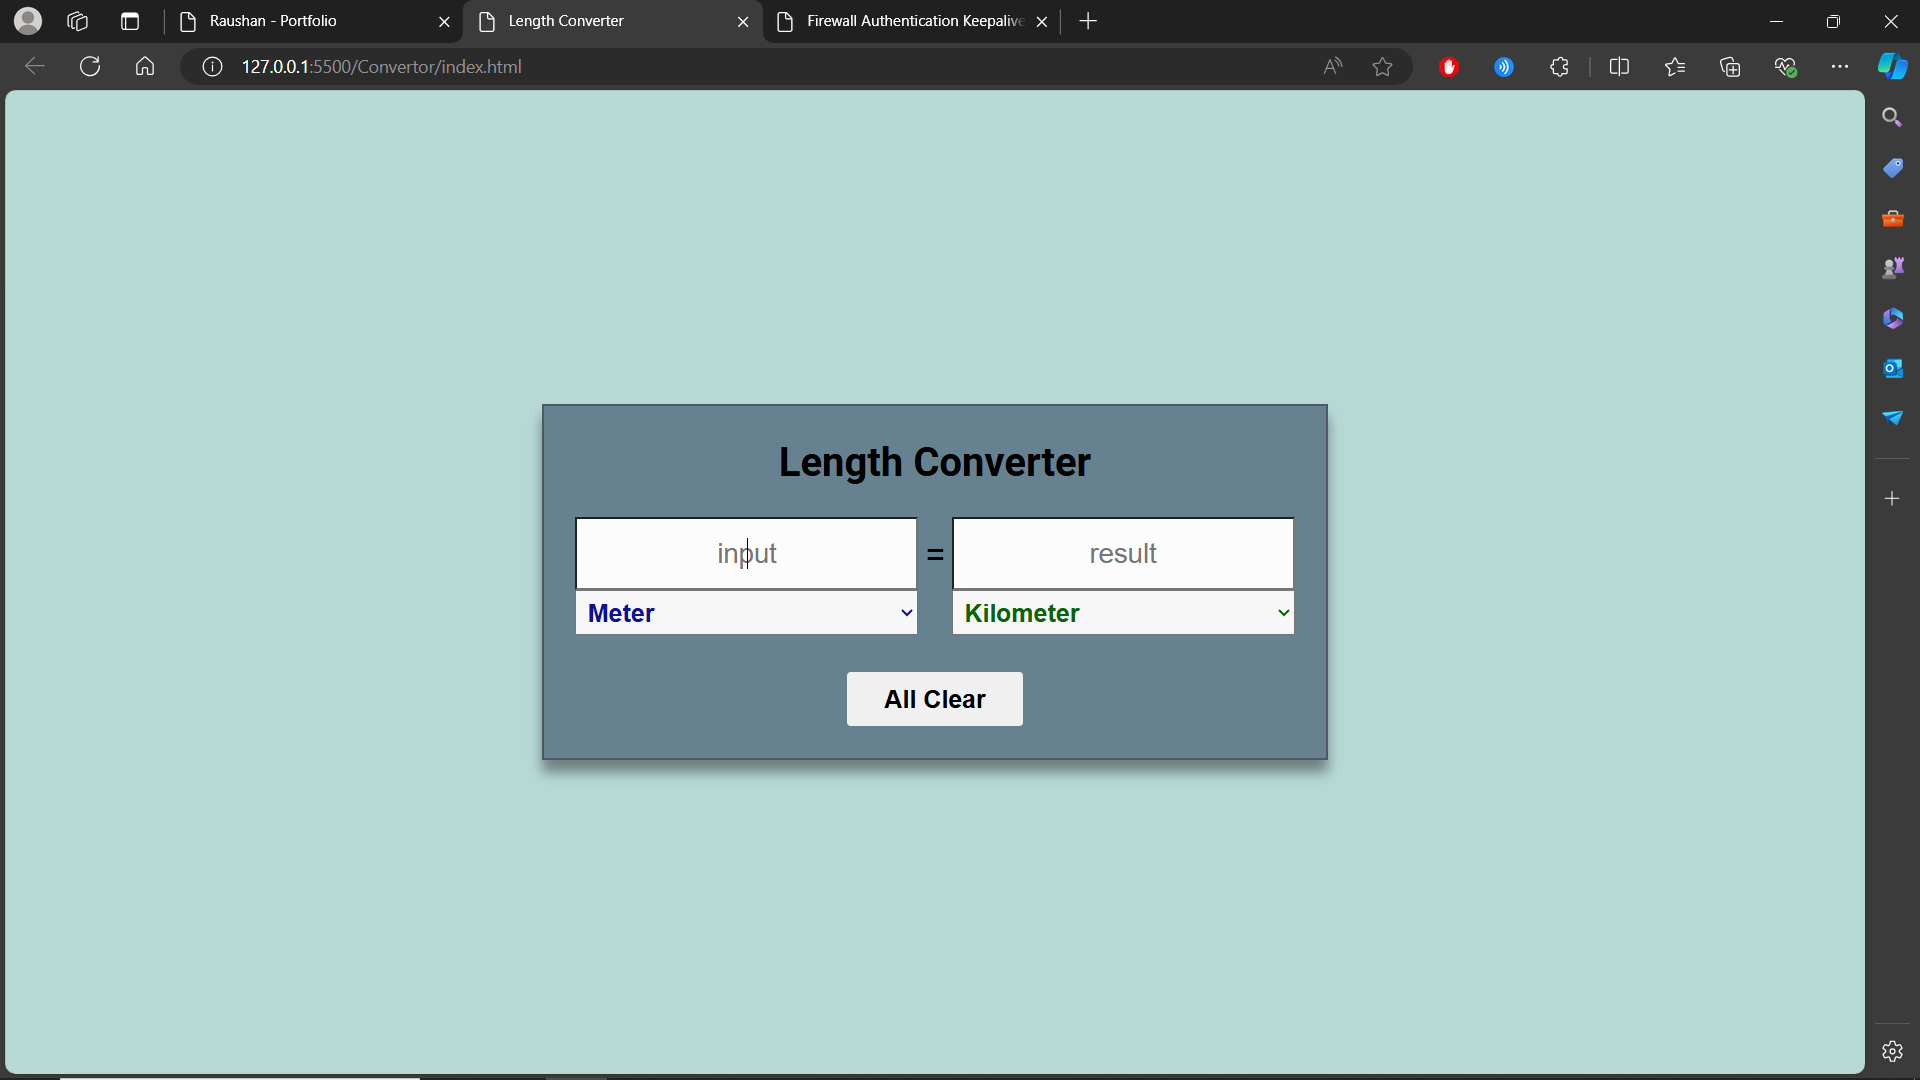 Raushan - Portfolio
Length Converter
Firewall Authentication Keepalive
127.0.0.1:5500/Convertor/index.html
Length Converter
input = result
Meter Kilometer
All Clear